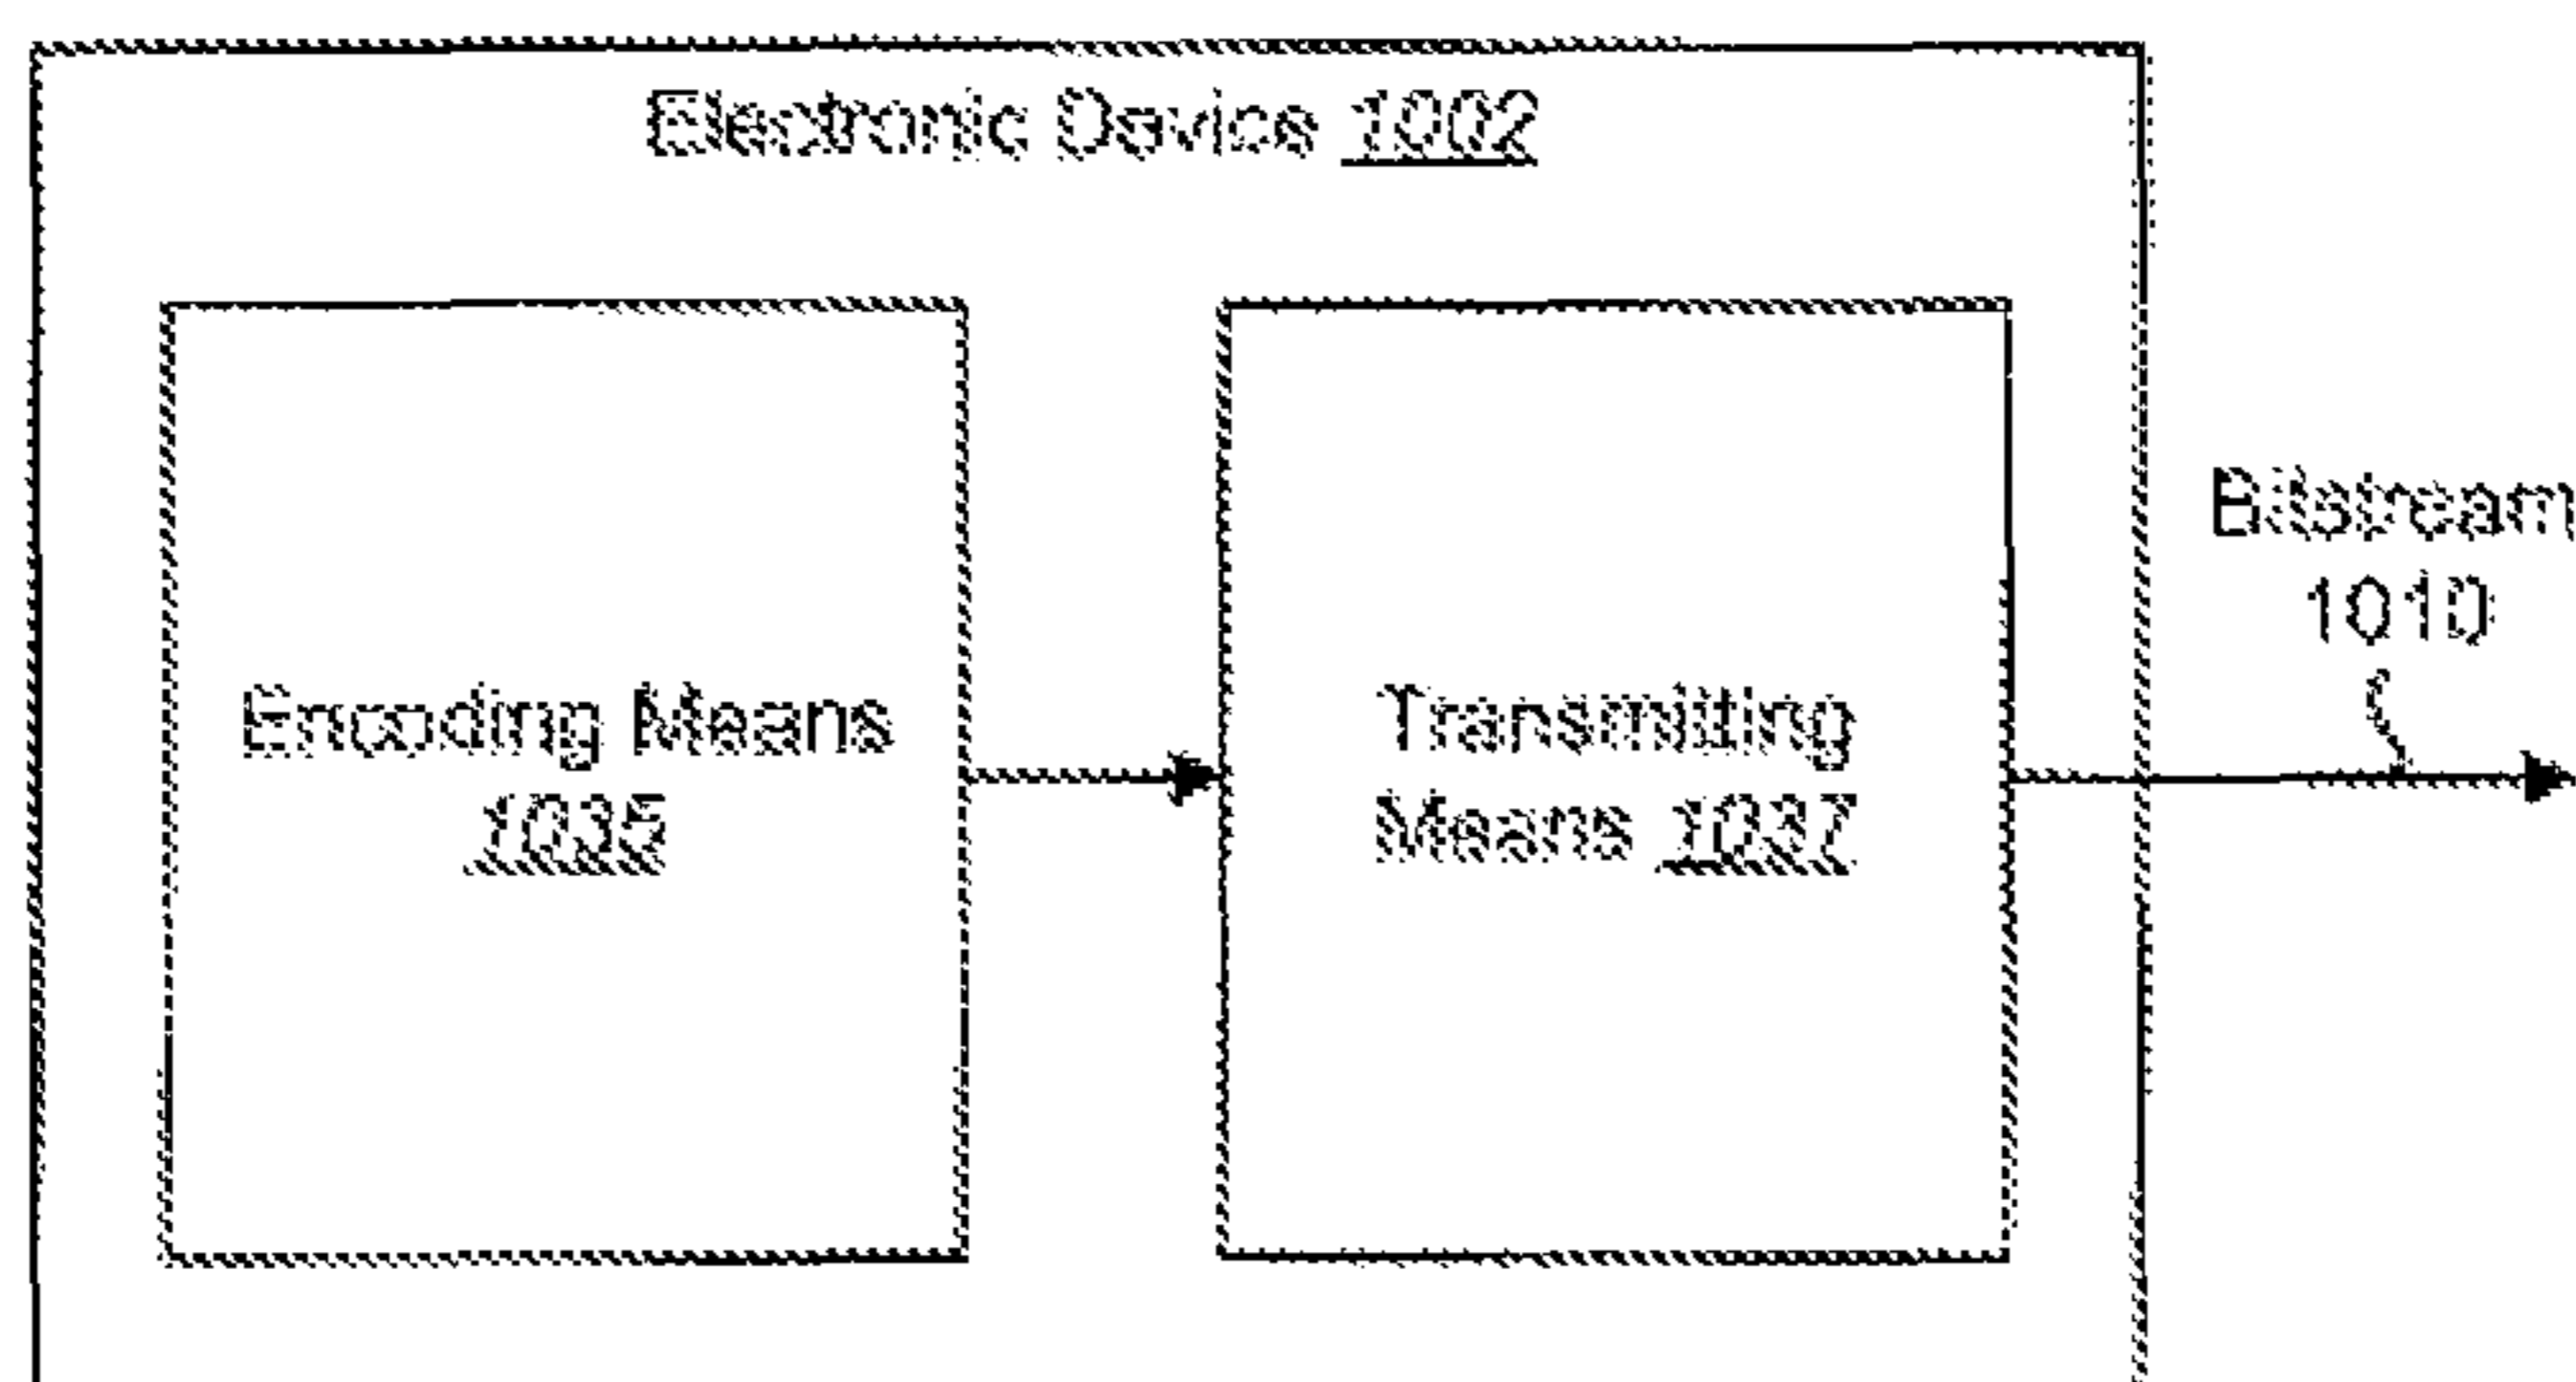 Electronic Device 1002
Bitstream
1010
Encoding Means
1035
Transmitting
Means 1037